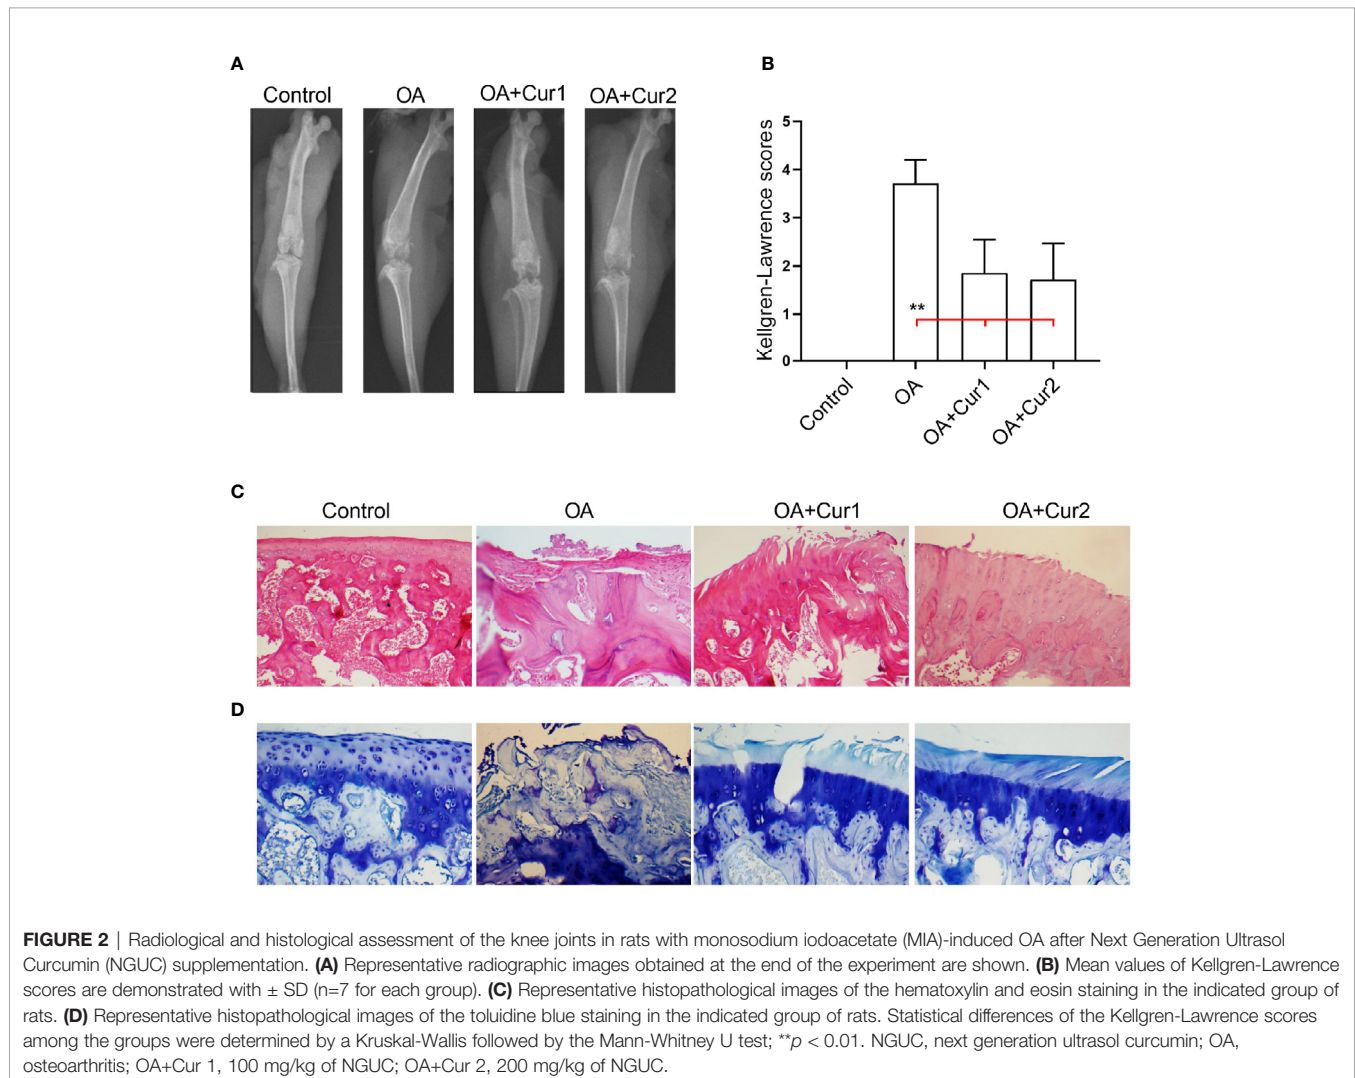 A
Control OA OA+Cur1 OA+Cur2
B
Kellgren-Lawrence scores
5
4
3
2
1
0
**
Control OA OA+Cur1 OA+Cur2
C
Control OA OA+Cur1 OA+Cur2
D
FIGURE 2 | Radiological and histological assessment of the knee joints in rats with monosodium iodoacetate (MIA)-induced OA after Next Generation Ultrasol
Curcumin (NGUC) supplementation. (A) Representative radiographic images obtained at the end of the experiment are shown. (B) Mean values of Kellgren-Lawrence
scores are demonstrated with ± SD (n=7 for each group). (C) Representative histopathological images of the hematoxylin and eosin staining in the indicated group of
rats. (D) Representative histopathological images of the toluidine blue staining in the indicated group of rats. Statistical differences of the Kellgren-Lawrence scores
among the groups were determined by a Kruskal-Wallis followed by the Mann-Whitney U test; **p < 0.01. NGUC, next generation ultrasol curcumin; OA,
osteoarthritis; OA+Cur 1, 100 mg/kg of NGUC; OA+Cur 2, 200 mg/kg of NGUC.